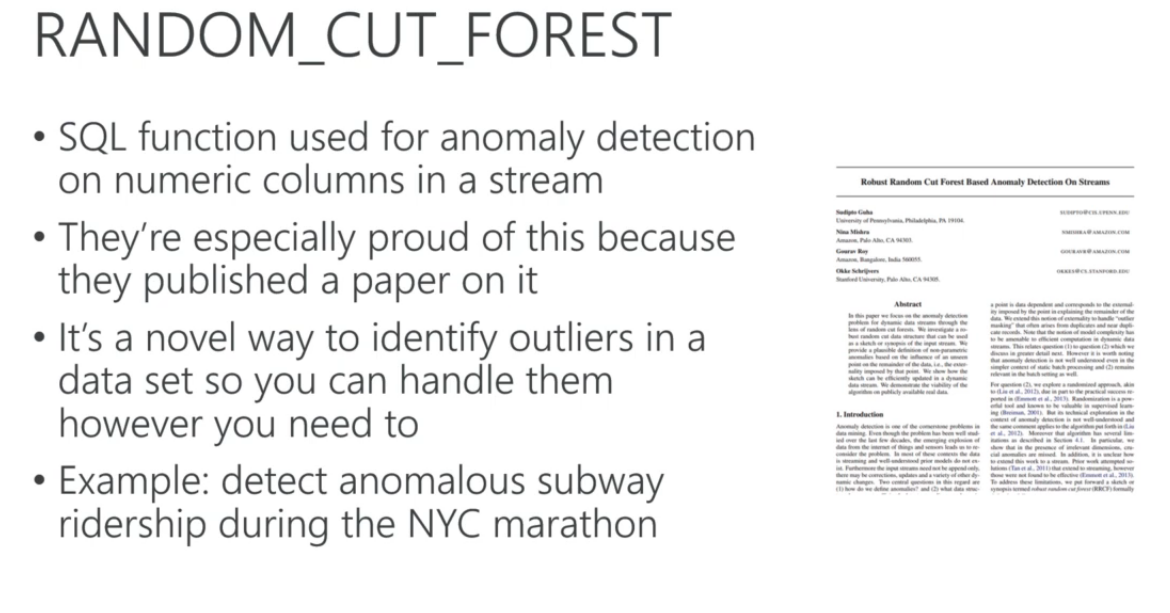 RANDOM_CUT_FOREST
• SQL function used for anomaly detection
on numeric columns in a stream
• They're especially proud of this because
they published a paper on it
• It's a novel way to identify outliers in a
data set so you can handle them
however you need to
• Example: detect anomalous subway
ridership during the NYC marathon
Robust Random Cut Forest Based Anomaly Detection On Streams
Sudipto Guha SUDIPTO@CIS.UPENN.EDU
University of Pennsylvania, Philadelphia, PA 19104.
Nina Mishra NMISHRA@AMAZON.COM
Amazon, Palo Alto, CA 94303.
Gourav Roy GOURAVR@AMAZON.COM
Amazon, Bangalore, India 560055.
Okke Schrijvers OKKES@CS.STANFORD.EDU
Stanford University, Palo Alto, CA 94305.
Abstract
In this paper we focus on the anomaly detection
problem for dynamic data streams through the
lens of random cut forests. We investigate a ro-
bust random cut data structure that can be used
as a sketch or synopsis of the input stream. We
provide a plausible definition of non-parametric
anomalies based on the influence of an unseen
point on the remainder of the data, i.e., the exter-
nality imposed by that point. We show how the
sketch can be efficiently updated in a dynamic
data stream. We demonstrate the viability of the
algorithm on publicly available real data.
1. Introduction
Anomaly detection is one of the cornerstone problems in
data mining. Even though the problem has been well stud-
ied over the last few decades, the emerging explosion of
data from the internet of things and sensors leads us to re-
consider the problem. In most of these contexts the data
is streaming and well-understood prior models do not ex-
ist. Furthermore the input streams need not be append only,
there may be corrections, updates and a variety of other dy-
namic changes. Two central questions in this regard are
(1) how do we define anomalies? and (2) what data struc-
a point is data dependent and corresponds to the external-
ity imposed by the point in explaining the remainder of the
data. We extend this notion of externality to handle "outlier
masking" that often arises from duplicates and near dupli-
cate records. Note that the notion of model complexity has
to be amenable to efficient computation in dynamic data
streams. This relates question (1) to question (2) which we
discuss in greater detail next. However it is worth noting
that anomaly detection is not well understood even in the
simpler context of static batch processing and (2) remains
relevant in the batch setting as well.
For question (2), we explore a randomized approach, akin
to (Liu et al., 2012), due in part to the practical success re-
ported in (Emmott et al., 2013). Randomization is a pow-
erful tool and known to be valuable in supervised learn-
ing (Breiman, 2001). But its technical exploration in the
context of anomaly detection is not well-understood and
the same comment applies to the algorithm put forth in (Liu
et al., 2012). Moreover that algorithm has several lim-
itations as described in Section 4.1. In particular, we
show that in the presence of irrelevant dimensions, cru-
cial anomalies are missed. In addition, it is unclear how
to extend this work to a stream. Prior work attempted so-
lutions (Tan et al., 2011) that extend to streaming, however
those were not found to be effective (Emmott et al., 2013).
To address these limitations, we put forward a sketch or
synopsis termed robust random cut forest (RRCF) formally